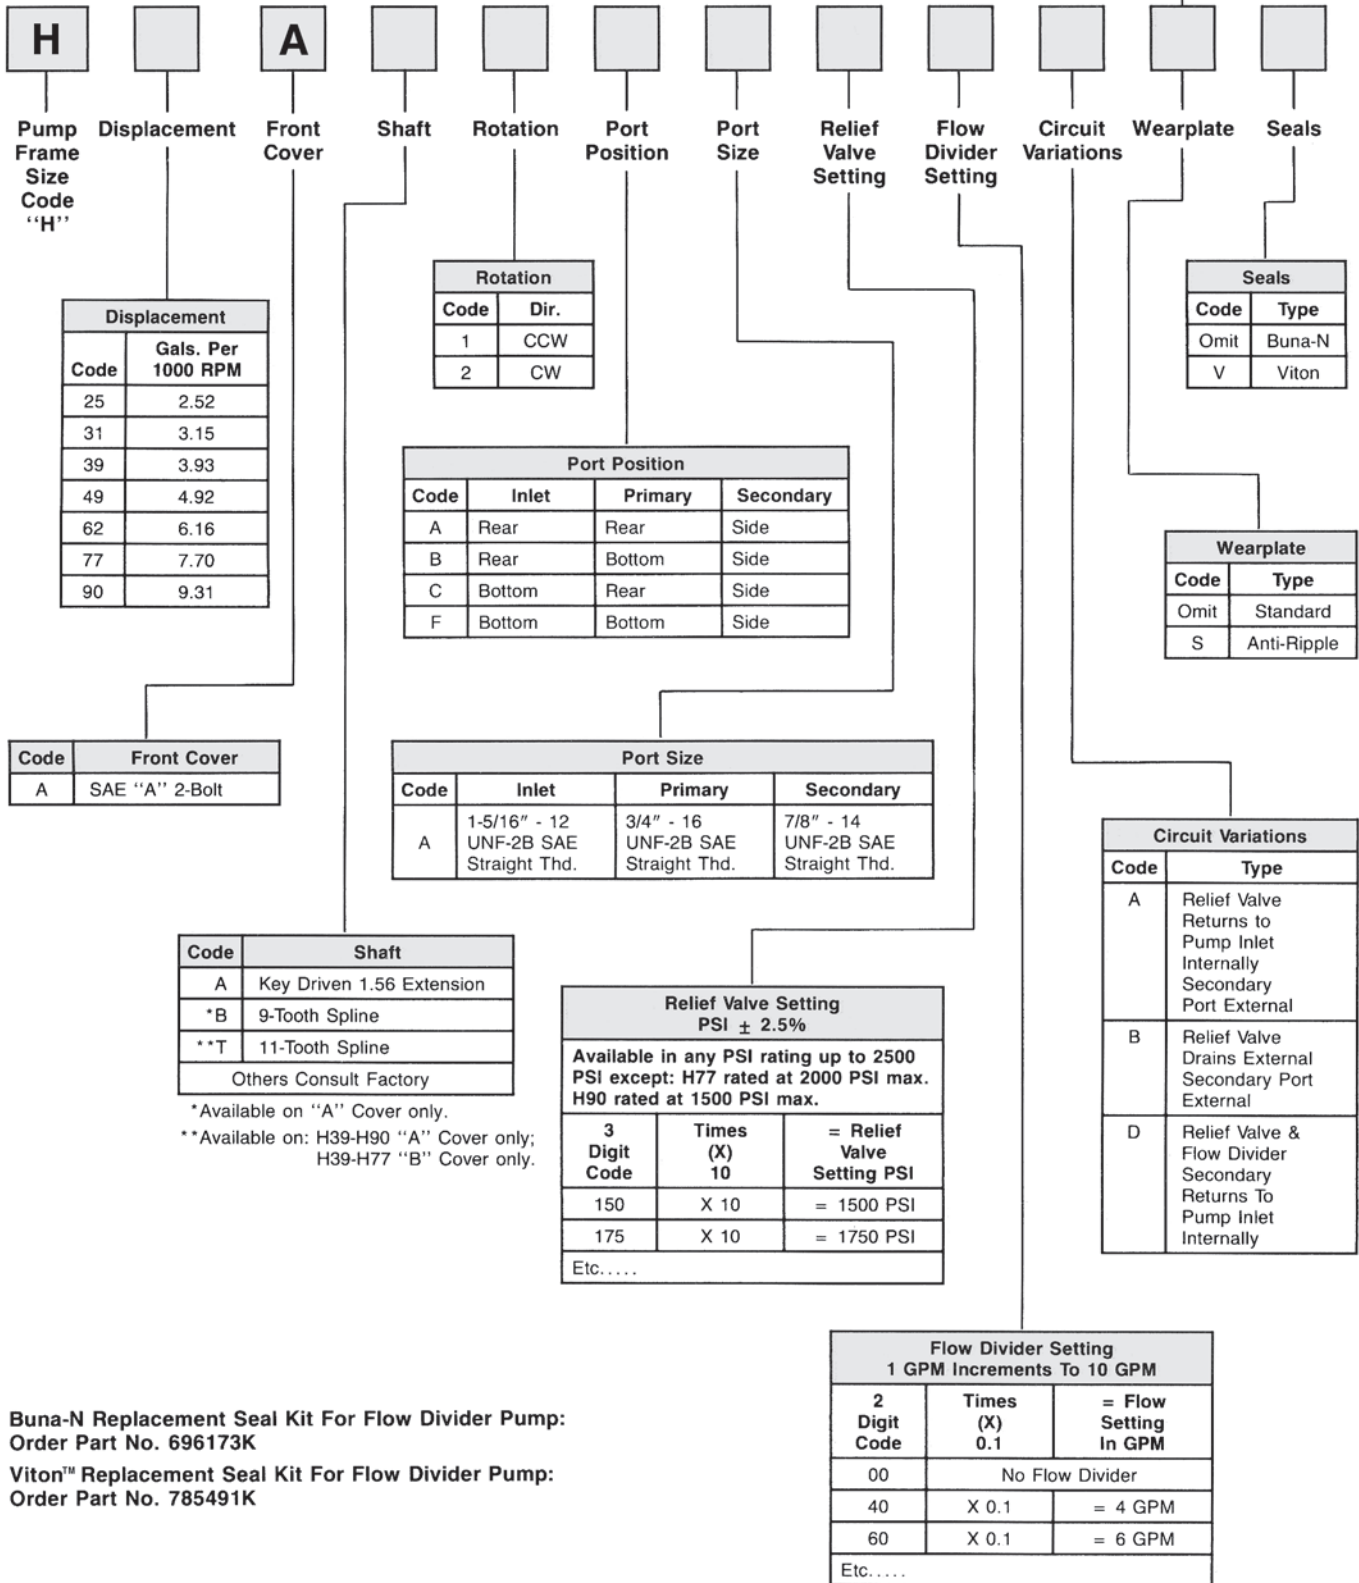 H A
Pump Frame Size Code "H"
Displacement
Front Cover
Shaft
Rotation
Port Position
Port Size
Relief Valve Setting
Flow Divider Setting
Circuit Variations
Wearplate
Seals
Displacement
Code Gals. Per 1000 RPM
25 2.52
31 3.15
39 3.93
49 4.92
62 6.16
77 7.70
90 9.31
Rotation
Code Dir.
1 CCW
2 CW
Seals
Code Type
Omit Buna-N
V Viton
Port Position
Code Inlet Primary Secondary
A Rear Rear Side
B Rear Bottom Side
C Bottom Rear Side
F Bottom Bottom Side
Wearplate
Code Type
Omit Standard
S Anti-Ripple
Code Front Cover
A SAE "A" 2-Bolt
Port Size
Code Inlet Primary Secondary
A 1-5/16" - 12 UNF-2B SAE Straight Thd. 3/4" - 16 UNF-2B SAE Straight Thd. 7/8" - 14 UNF-2B SAE Straight Thd.
Circuit Variations
Code Type
A Relief Valve
Returns to
Pump Inlet
Internally
Secondary
Port External
B Relief Valve
Drains External
Secondary Port
External
D Relief Valve &
Flow Divider
Secondary
Returns To
Pump Inlet
Internally
Code Shaft
A Key Driven 1.56 Extension
*B 9-Tooth Spline
**T 11-Tooth Spline
Others Consult Factory
*Available on "A" Cover only.
**Available on: H39-H90 "A" Cover only;
H39-H77 "B" Cover only.
Relief Valve Setting
PSI ± 2.5%
Available in any PSI rating up to 2500
PSI except: H77 rated at 2000 PSI max.
H90 rated at 1500 PSI max.
3 Digit Code Times (X) 10 = Relief Valve Setting PSI
150 X 10 = 1500 PSI
175 X 10 = 1750 PSI
Etc.....
Flow Divider Setting
1 GPM Increments To 10 GPM
2 Digit Code Times (X) 0.1 = Flow Setting In GPM
00 No Flow Divider
40 X 0.1 = 4 GPM
60 X 0.1 = 6 GPM
Etc.....
Buna-N Replacement Seal Kit For Flow Divider Pump:
Order Part No. 696173K
Viton™ Replacement Seal Kit For Flow Divider Pump:
Order Part No. 785491K